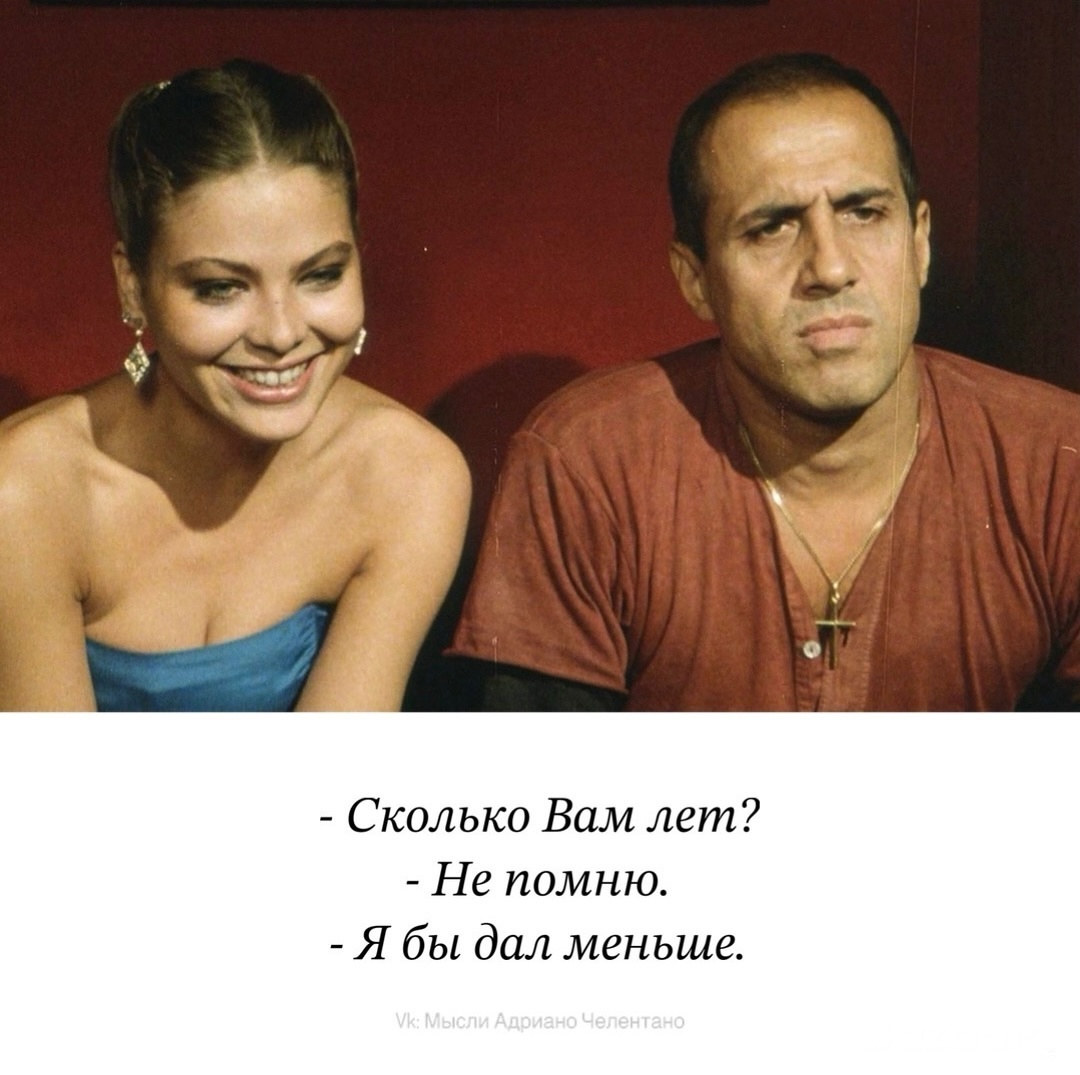 - Сколько Вам лет?
- Не помню.
- Я бы дал меньше.
Vk: Мысли Адриано Челентано